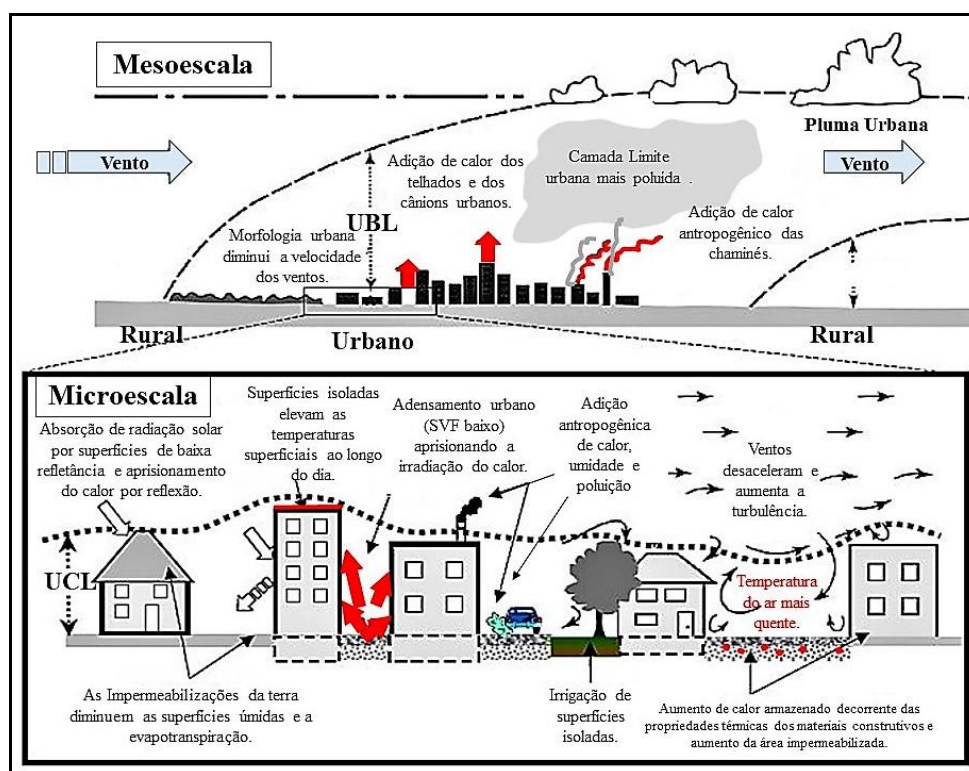 Mesoescala
Pluma Urbana
Vento
Vento
Adição de calor dos
telhados e dos
cânions urbanos.
Camada Limite
urbana mais poluída .
UBL
Morfologia urbana
diminui a velocidade
dos ventos.
Adição de calor
antropogênico das
chaminés.
Rural
Urbano
Rural
Microescala
Absorção de radiação solar
por superfícies de baixa
refletância e aprisionamento
do calor por reflexão.
Superfícies isoladas
elevam as
temperaturas
superficiais ao longo
do dia.
Adensamento urbano
(SVF baixo)
aprisionando a
irradiação do calor.
Adição
antropogênica
de calor,
umidade e
poluição
Ventos
desaceleram e
aumenta a
turbulência.
UCL
Temperatura
do ar mais
quente.
As Impermeabilizações da terra
diminuem as superfícies úmidas e a
evapotranspiração.
Irrigação de
superfícies
isoladas.
Aumento de calor armazenado decorrente das
propriedades térmicas dos materiais construtivos e
aumento da área impermeabilizada.